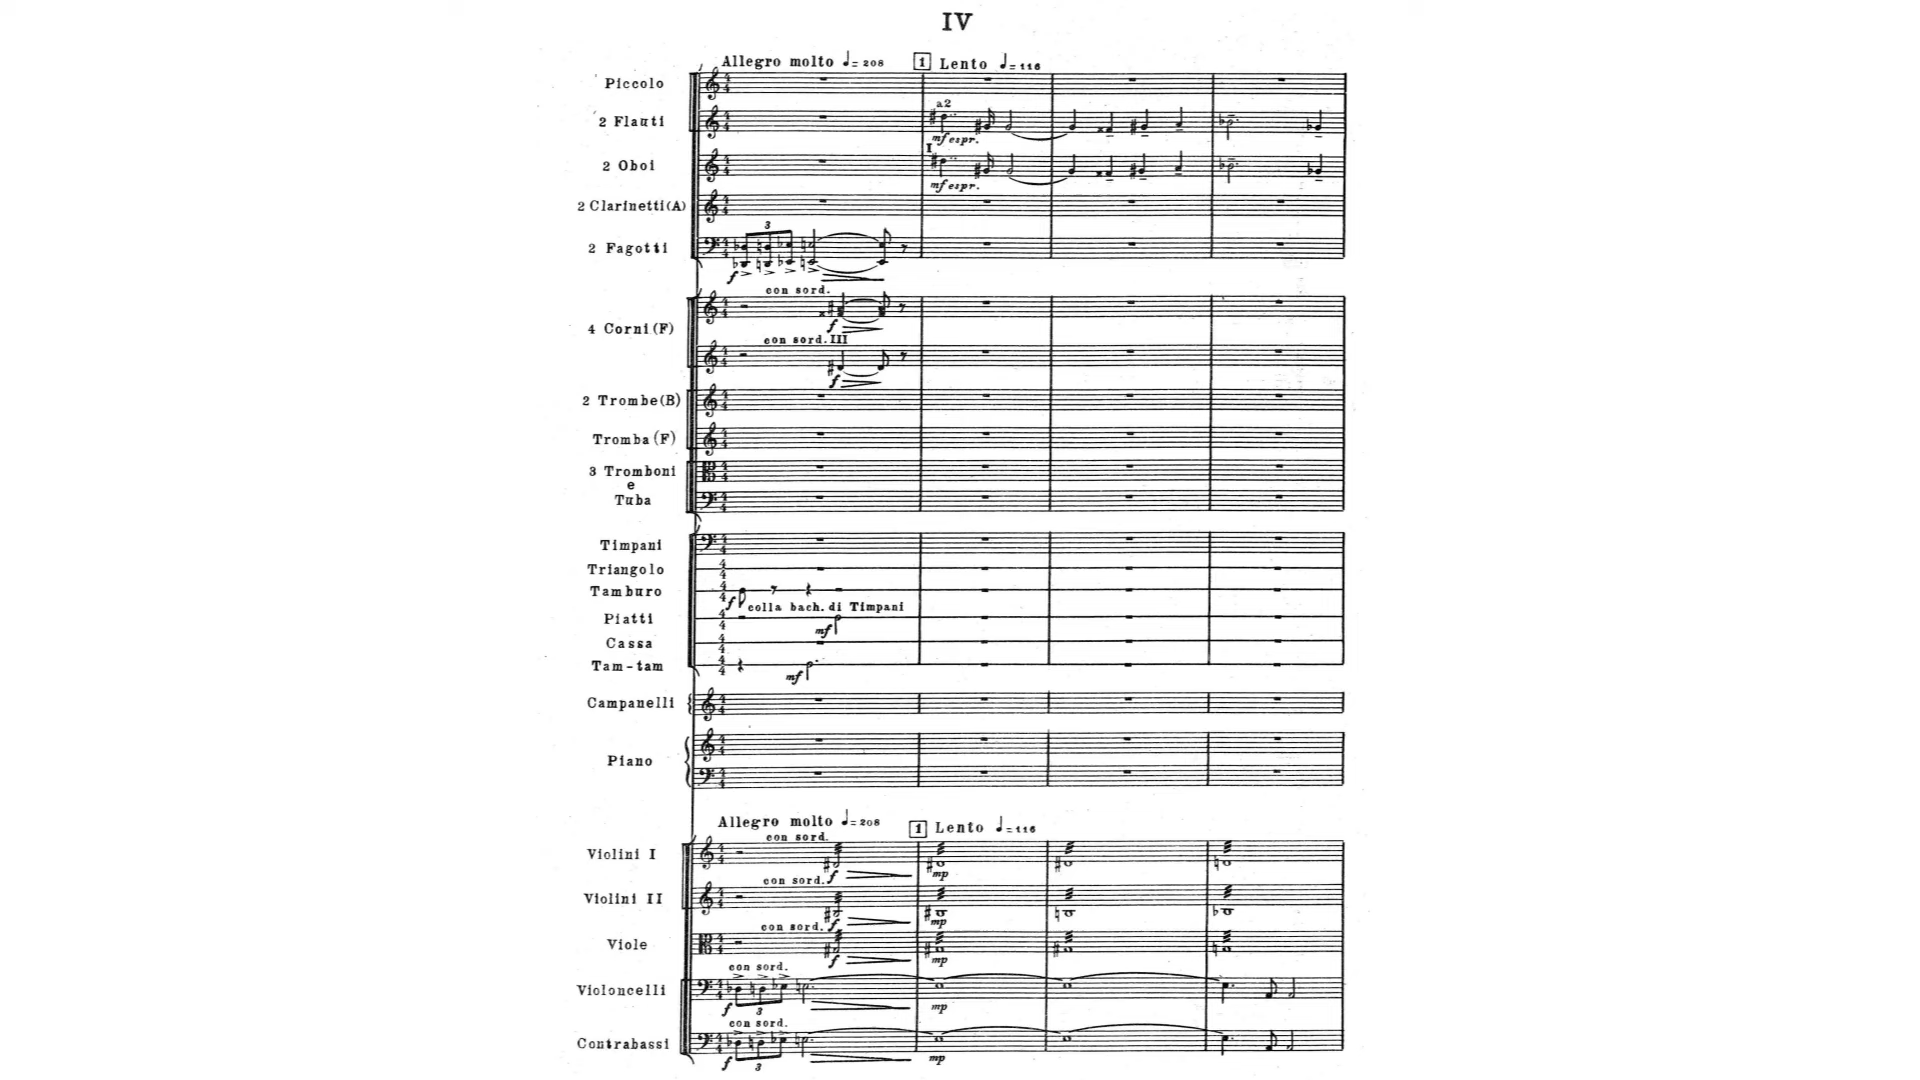 IV
Allegro molto ♩= 208 1 Lento ♩= 116
Piccolo
a2
2 Flauti
mf espr.
I
2 Oboi
mf espr.
2 Clarinetti(A)
3
2 Fagotti
f
con sord.
4 Corni (F)
f
con sord. III
f
2 Trombe(B)
Tromba (F)
3 Tromboni
e
Tuba
Timpani
Triangolo
Tamburo
f colla bach. di Timpani
Piatti
mf
Cassa
Tam-tam
mf
Campanelli
Piano
Allegro molto ♩= 208 1 Lento ♩= 116
con sord.
Violini I
f mp
con sord.
Violini II
f mp
con sord.
Viole
f mp
con sord.
Violoncelli
f 3 mp
con sord.
Contrabassi
f 3 mp